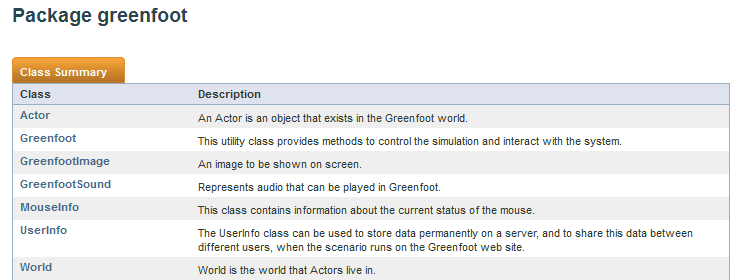 Package greenfoot
Class Summary
Class Description
Actor An Actor is an object that exists in the Greenfoot world.
Greenfoot This utility class provides methods to control the simulation and interact with the system.
GreenfootImage An image to be shown on screen.
GreenfootSound Represents audio that can be played in Greenfoot.
MouseInfo This class contains information about the current status of the mouse.
UserInfo The UserInfo class can be used to store data permanently on a server, and to share this data between
different users, when the scenario runs on the Greenfoot web site.
World World is the world that Actors live in.